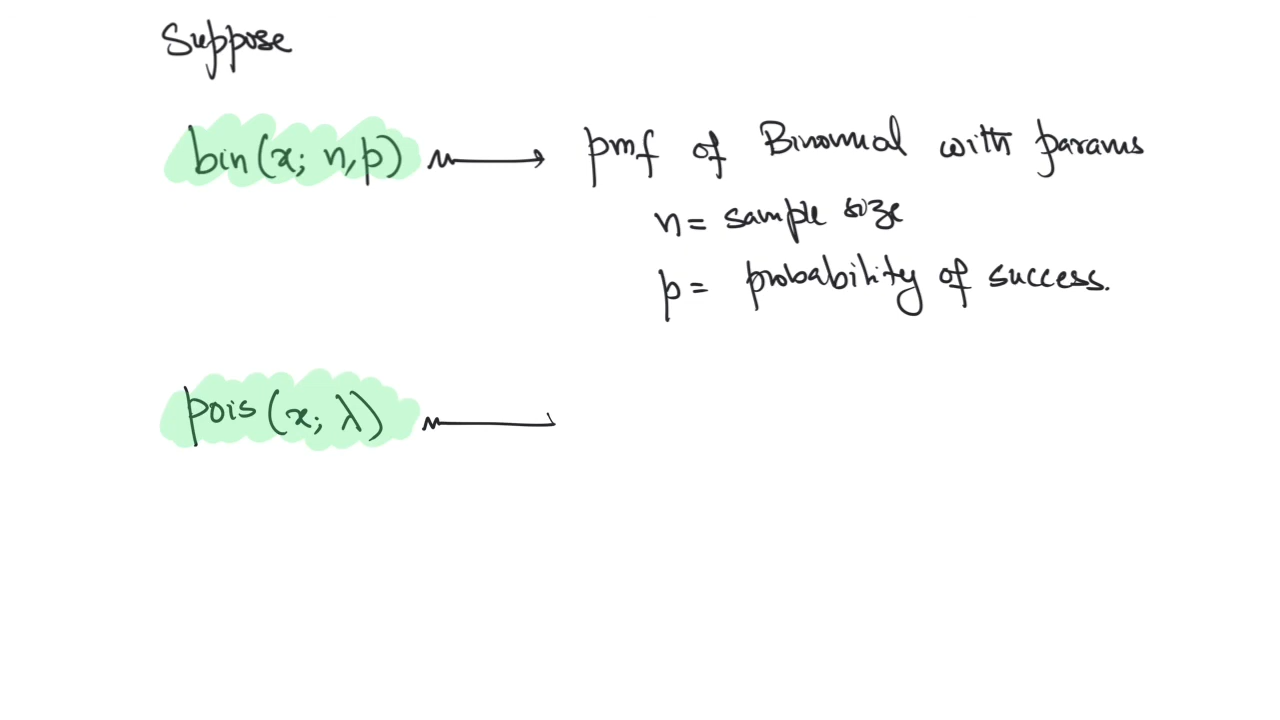 Suppose
bin(x; n,p) → pmf of Binomial with params
n = sample size
p = probability of success.
pois(x; λ)